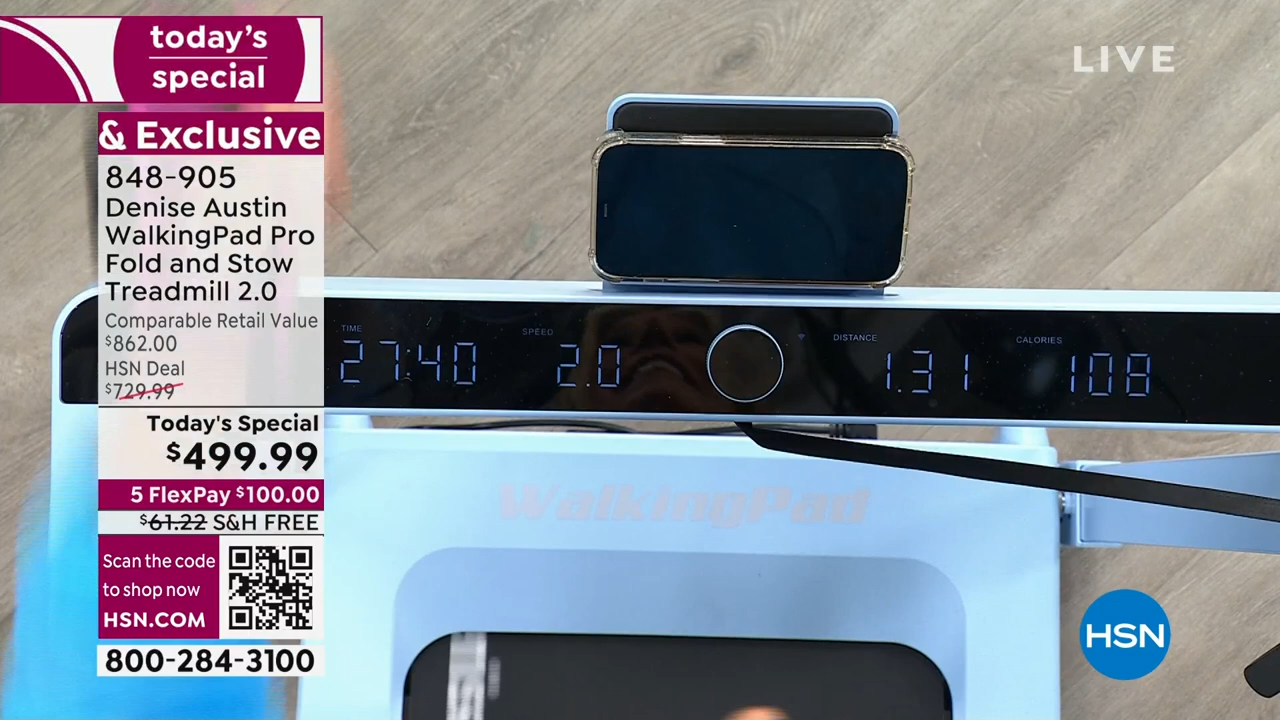 today's
special
LIVE
& Exclusive
848-905
Denise Austin
WalkingPad Pro
Fold and Stow
Treadmill 2.0
Comparable Retail Value
$862.00
HSN Deal
$729.99
Today's Special
$499.99
5 FlexPay $100.00
$61.22 S&H FREE
Scan the code
to shop now
HSN.COM
800-284-3100
TIME
27:40
SPEED
2.0
DISTANCE
1.31
CALORIES
108
WalkingPad
HSN